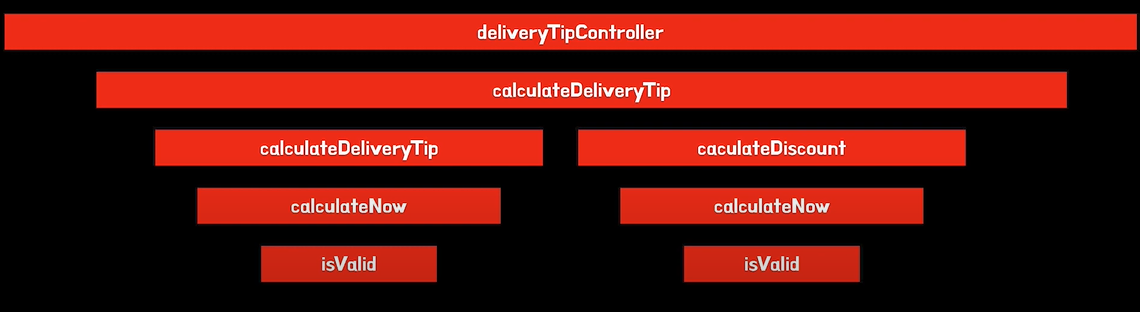 deliveryTipController
calculateDeliveryTip
calculateDeliveryTip
caculateDiscount
calculateNow
calculateNow
isValid
isValid